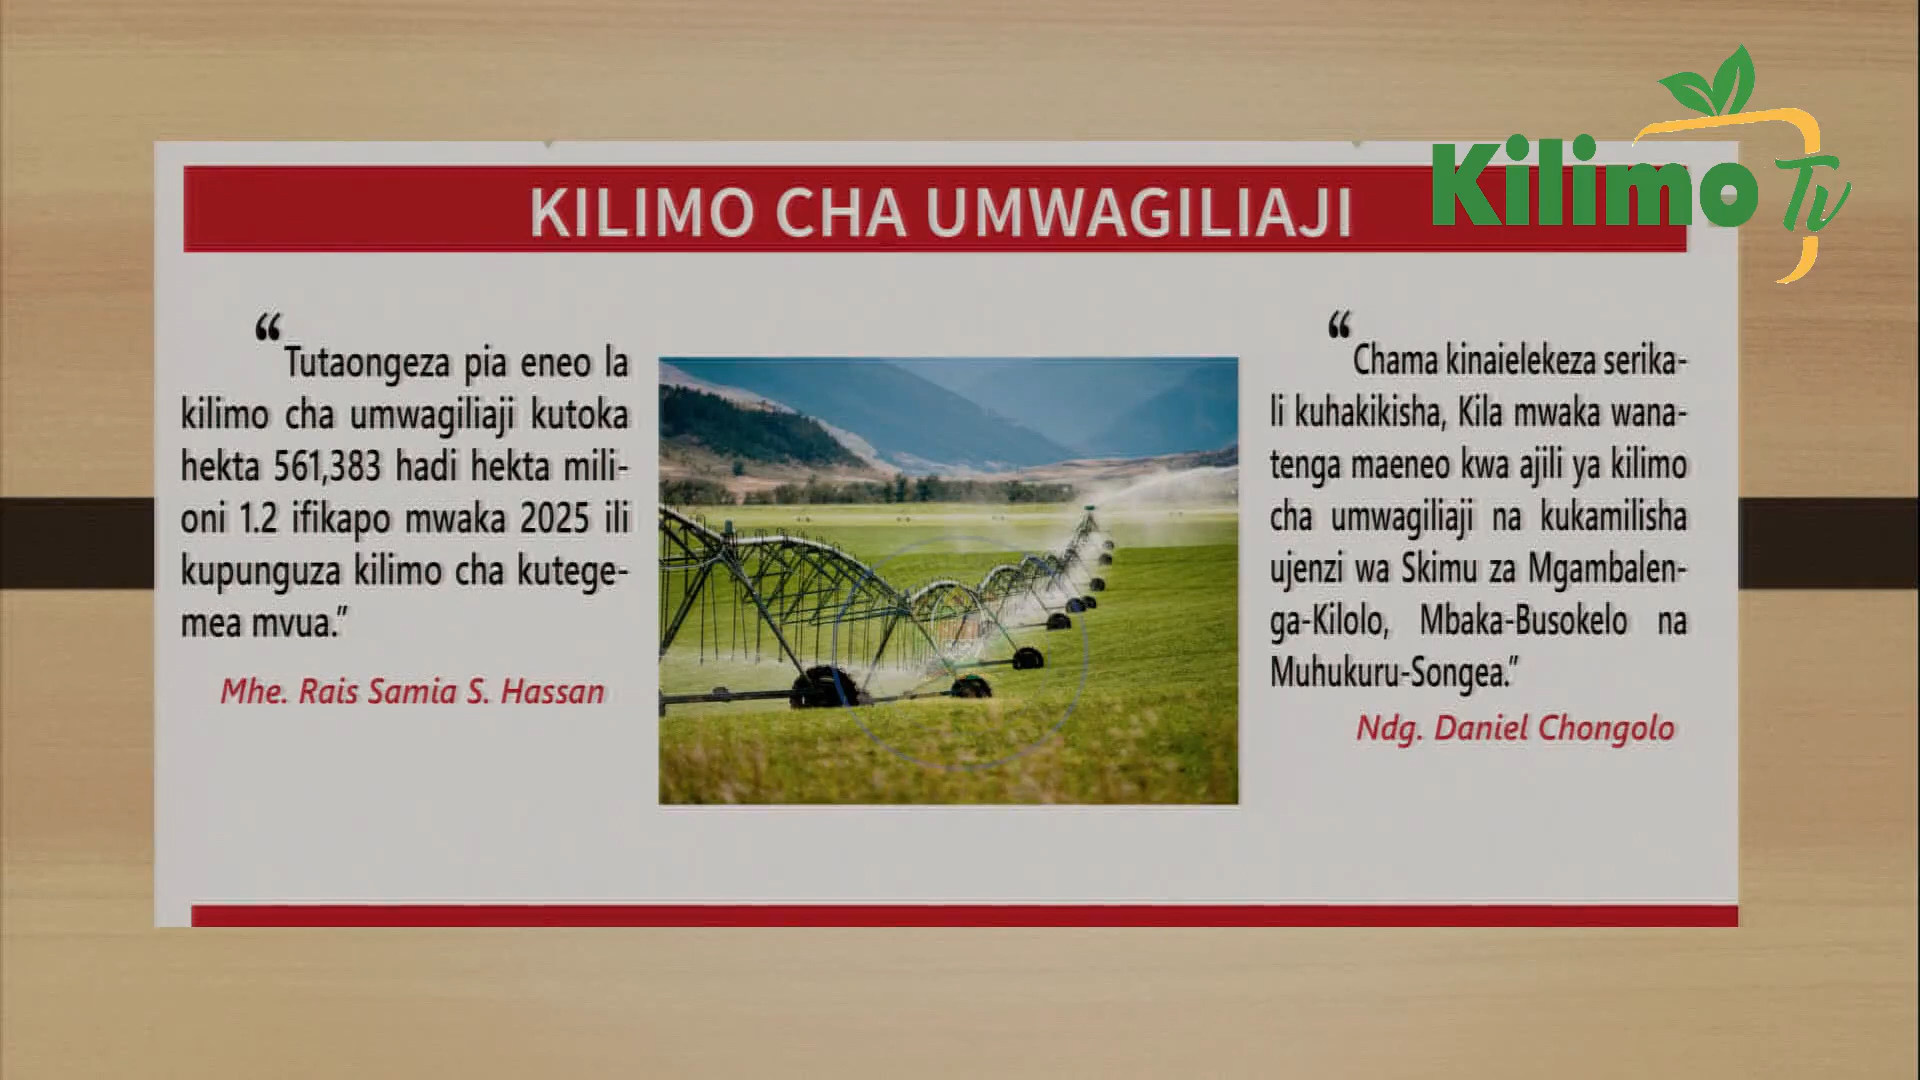 Kilimo Tv
KILIMO CHA UMWAGILIAJI
“Tutaongeza pia eneo la
kilimo cha umwagiliaji kutoka
hekta 561,383 hadi hekta mili-
oni 1.2 ifikapo mwaka 2025 ili
kupunguza kilimo cha kutege-
mea mvua.”
Mhe. Rais Samia S. Hassan
“Chama kinaielekeza serika-
li kuhakikisha, Kila mwaka wana-
tenga maeneo kwa ajili ya kilimo
cha umwagiliaji na kukamilisha
ujenzi wa Skimu za Mgambalen-
ga-Kilolo, Mbaka-Busokelo na
Muhukuru-Songea.”
Ndg. Daniel Chongolo